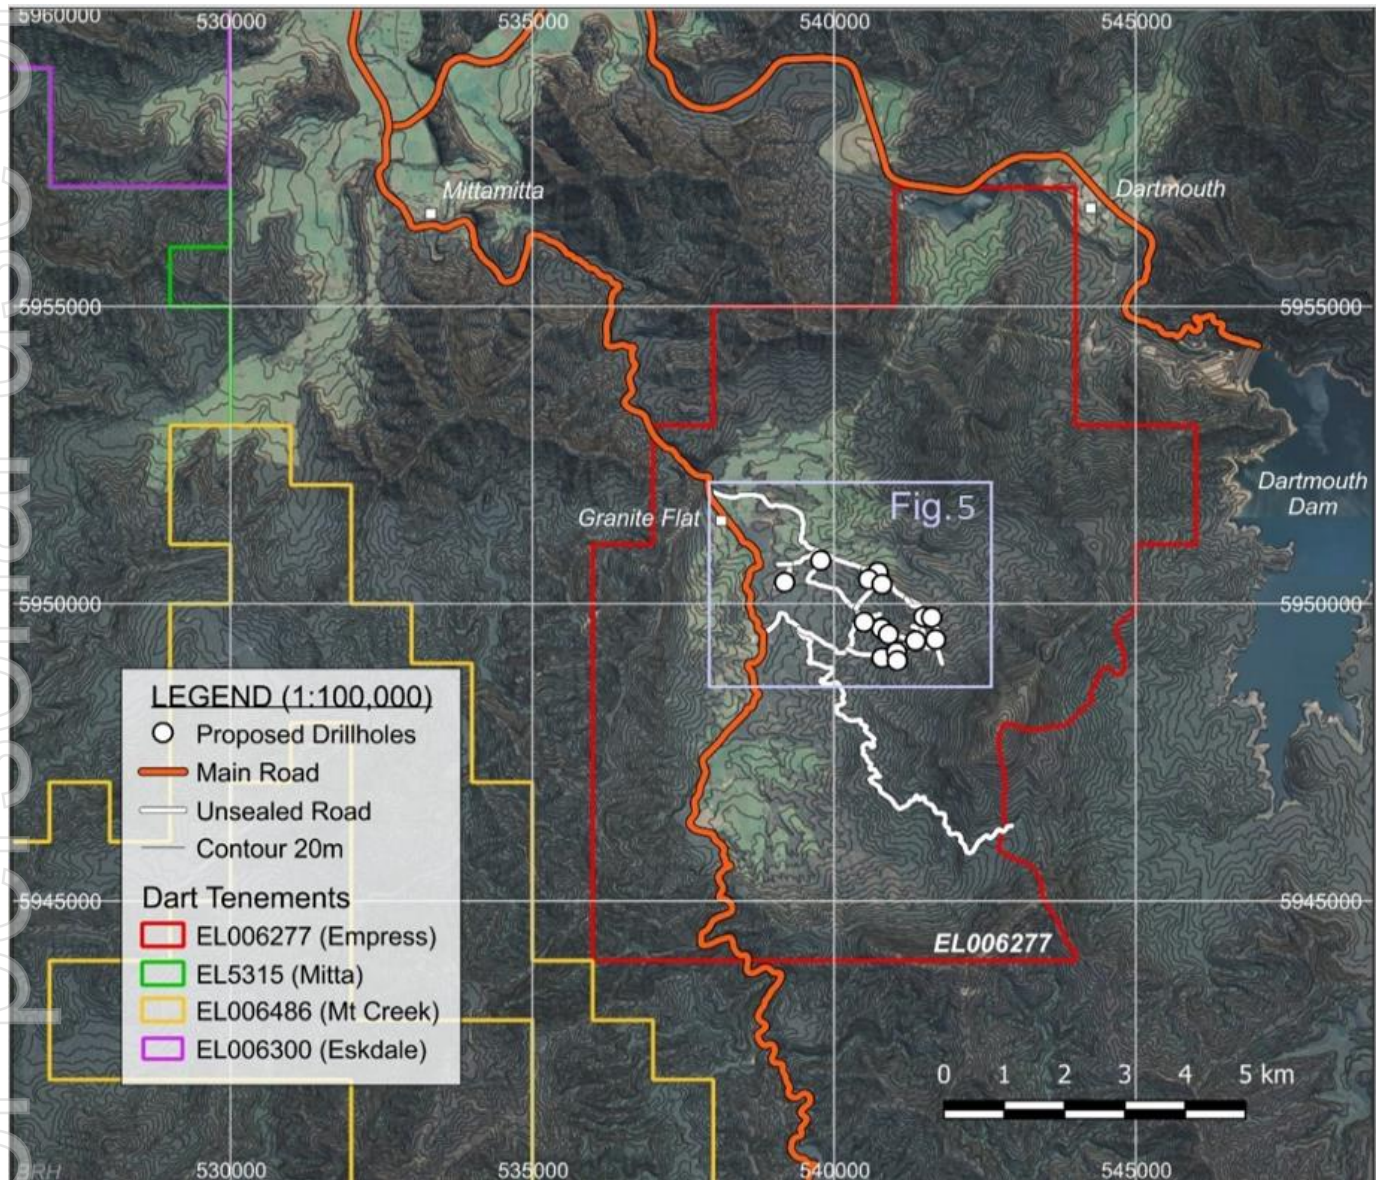 5960000
530000
535000
540000
545000
Mittamitta
Dartmouth
5955000
5955000
Dartmouth
Dam
Fig.5
Granite Flat
5950000
5950000
LEGEND (1:100,000)
Proposed Drillholes
Main Road
Unsealed Road
Contour 20m
Dart Tenements
EL006277 (Empress)
EL5315 (Mitta)
EL006486 (Mt Creek)
EL006300 (Eskdale)
5945000
5945000
EL006277
0 1 2 3 4 5 km
BRH
530000
535000
540000
545000